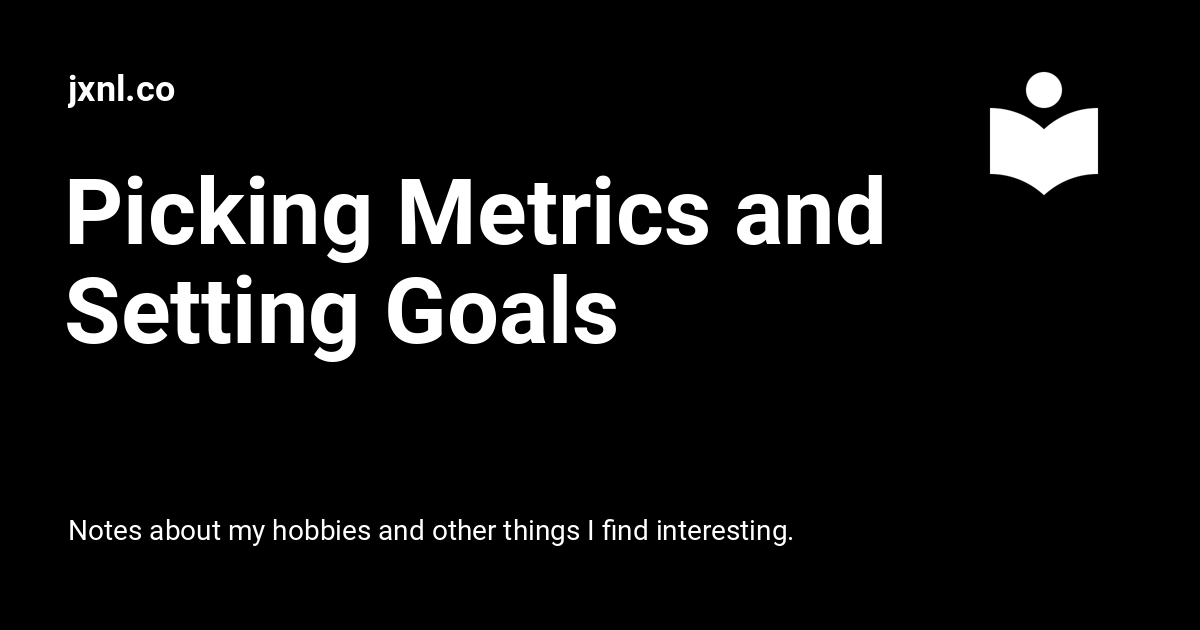 jxnl.co
Picking Metrics and
Setting Goals
Notes about my hobbies and other things I find interesting.